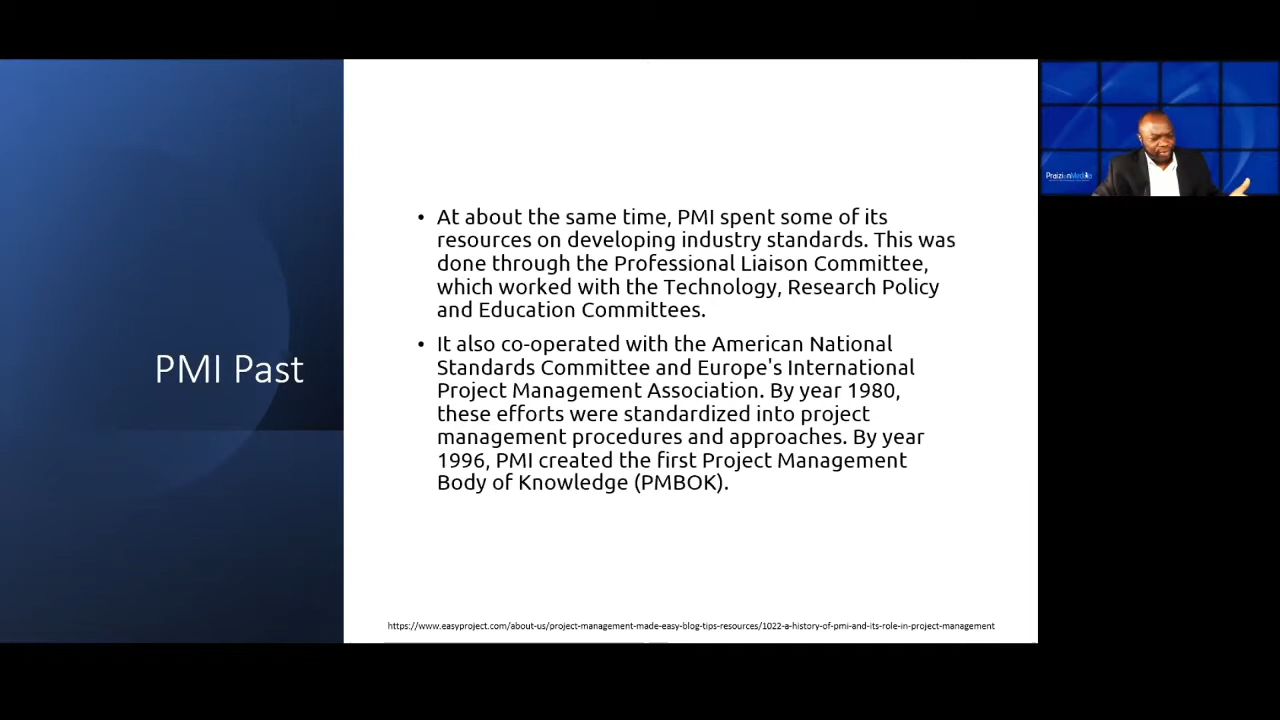 PMI Past
• At about the same time, PMI spent some of its
resources on developing industry standards. This was
done through the Professional Liaison Committee,
which worked with the Technology, Research Policy
and Education Committees.
• It also co-operated with the American National
Standards Committee and Europe's International
Project Management Association. By year 1980,
these efforts were standardized into project
management procedures and approaches. By year
1996, PMI created the first Project Management
Body of Knowledge (PMBOK).
https://www.easyproject.com/about-us/project-management-made-easy-blog-tips-resources/1022-a-history-of-pmi-and-its-role-in-project-management
PraizionMedia